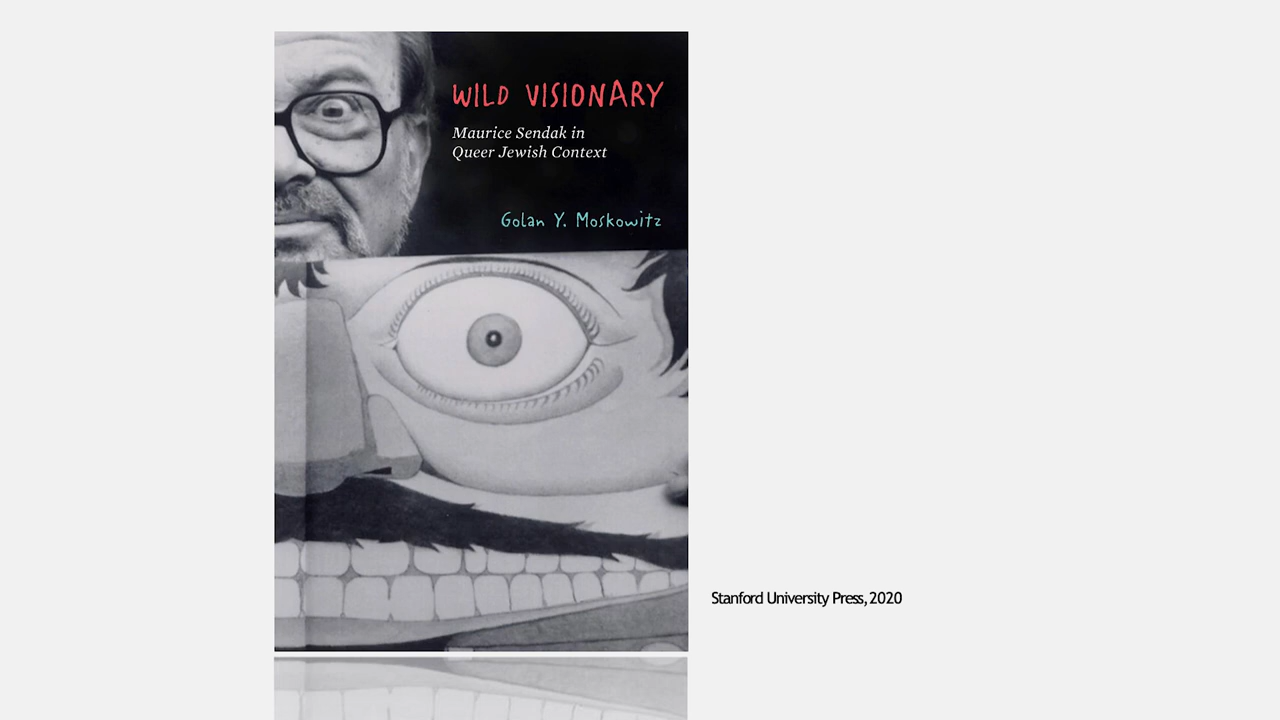 WILD VISIONARY
Maurice Sendak in
Queer Jewish Context
Golan Y. Moskowitz
Stanford University Press, 2020